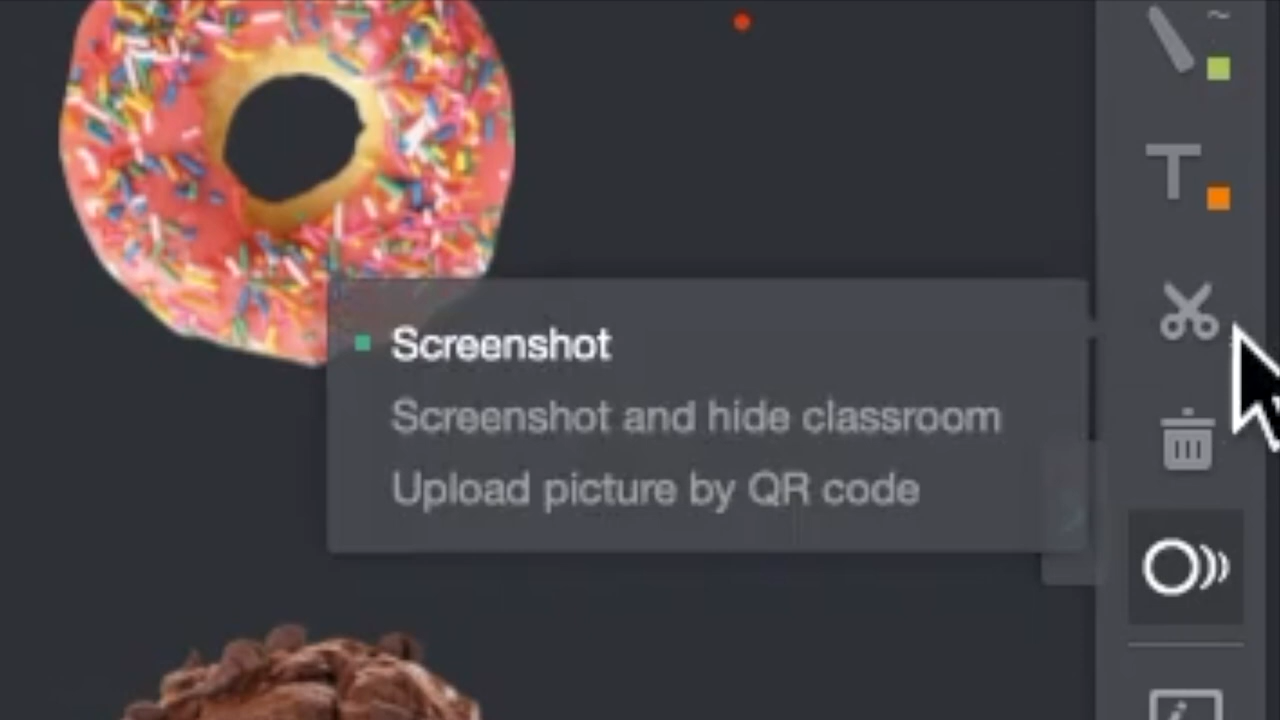 T
Screenshot
Screenshot and hide classroom
Upload picture by QR code